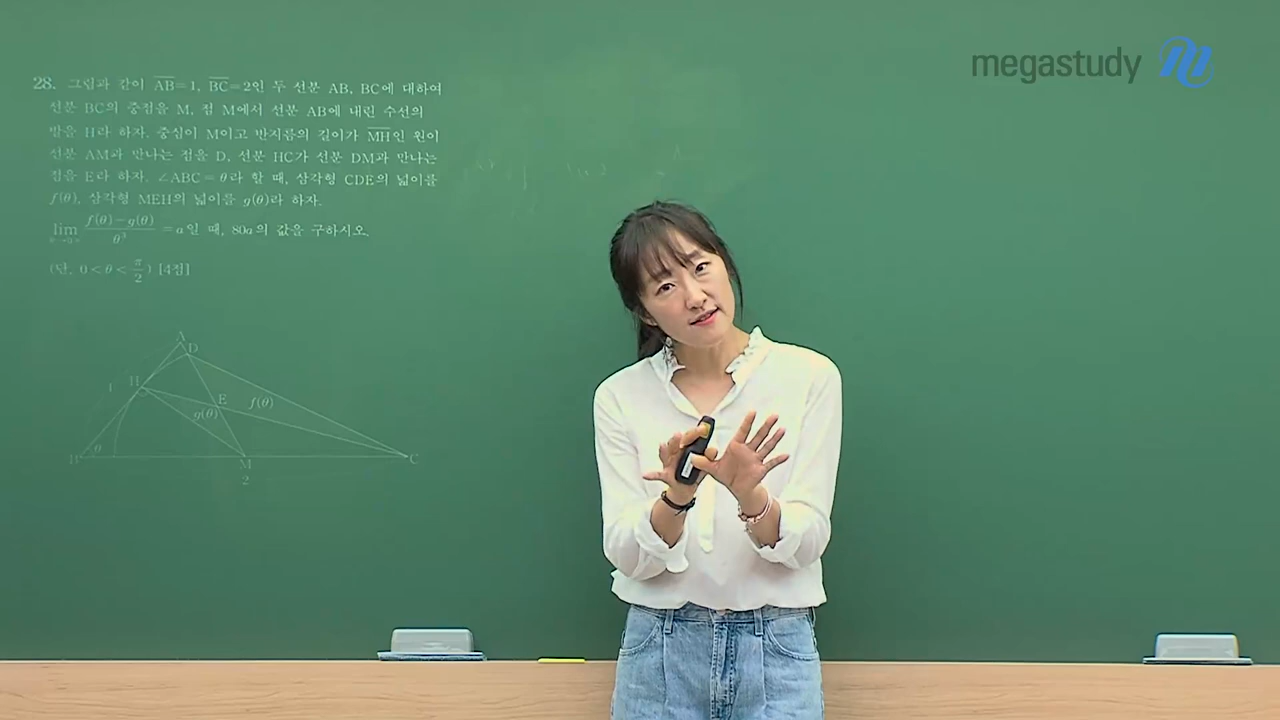 megastudy
28. 그림과 같이 AB=1, BC=2인 두 선분 AB, BC에 대하여
선분 BC의 중점을 M, 점 M에서 선분 AB에 내린 수선의
발을 H라 하자. 중심이 M이고 반지름의 길이가 MH인 원이
선분 AM과 만나는 점을 D, 선분 HC가 선분 DM과 만나는
점을 E라 하자. ∠ABC=θ라 할 때, 삼각형 CDE의 넓이를
f(θ), 삼각형 MEH의 넓이를 g(θ)라 하자.
lim f(θ)-g(θ) / θ³ =a일 때, 80a의 값을 구하시오.
(단, 0<θ<π/2) [4점]
A
D
1 H
E f(θ)
g(θ)
B θ M C
2